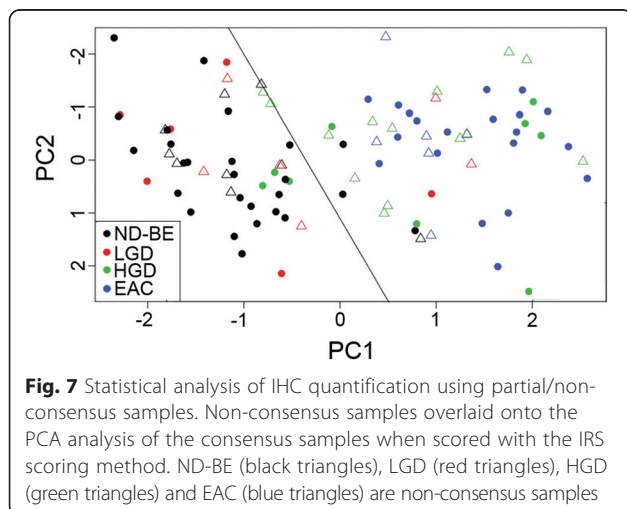 -2
-1
0
1
2
PC2
ND-BE
LGD
HGD
EAC
-2 -1 0 1 2
PC1
Fig. 7 Statistical analysis of IHC quantification using partial/non-
consensus samples. Non-consensus samples overlaid onto the
PCA analysis of the consensus samples when scored with the IRS
scoring method. ND-BE (black triangles), LGD (red triangles), HGD
(green triangles) and EAC (blue triangles) are non-consensus samples